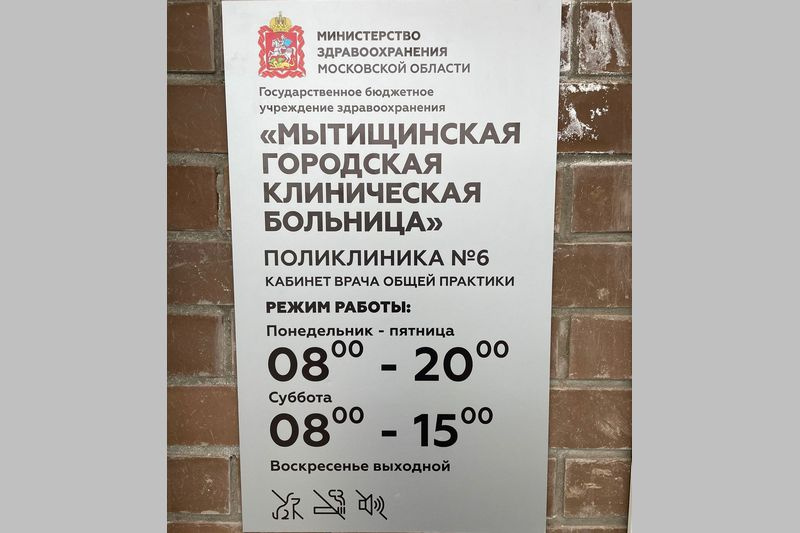 МИНИСТЕРСТВО
ЗДРАВООХРАНЕНИЯ
МОСКОВСКОЙ ОБЛАСТИ
Государственное бюджетное
учреждение здравоохранения
«МЫТИЩИНСКАЯ
ГОРОДСКАЯ
КЛИНИЧЕСКАЯ
БОЛЬНИЦА»
ПОЛИКЛИНИКА №6
КАБИНЕТ ВРАЧА ОБЩЕЙ ПРАКТИКИ
РЕЖИМ РАБОТЫ:
Понедельник - пятница
08⁰⁰ - 20⁰⁰
Суббота
08⁰⁰ - 15⁰⁰
Воскресенье выходной